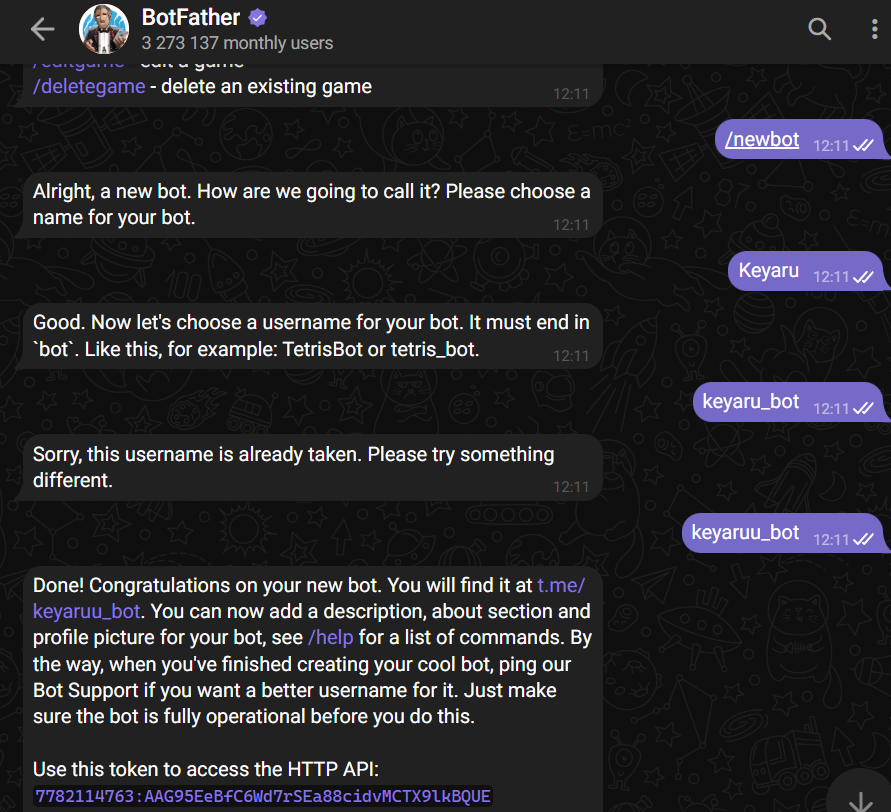 BotFather
3 273 137 monthly users
/editgame - edit a game
/deletegame - delete an existing game
12:11
/newbot 12:11
Alright, a new bot. How are we going to call it? Please choose a
name for your bot.
12:11
Keyaru 12:11
Good. Now let's choose a username for your bot. It must end in
`bot`. Like this, for example: TetrisBot or tetris_bot.
12:11
keyaru_bot 12:11
Sorry, this username is already taken. Please try something
different.
12:11
keyaruu_bot 12:11
Done! Congratulations on your new bot. You will find it at t.me/
keyaruu_bot. You can now add a description, about section and
profile picture for your bot, see /help for a list of commands. By
the way, when you've finished creating your cool bot, ping our
Bot Support if you want a better username for it. Just make
sure the bot is fully operational before you do this.
Use this token to access the HTTP API:
7782114763:AAG95EeBfC6Wd7rSEa88cidvMCTX9lkBQUE